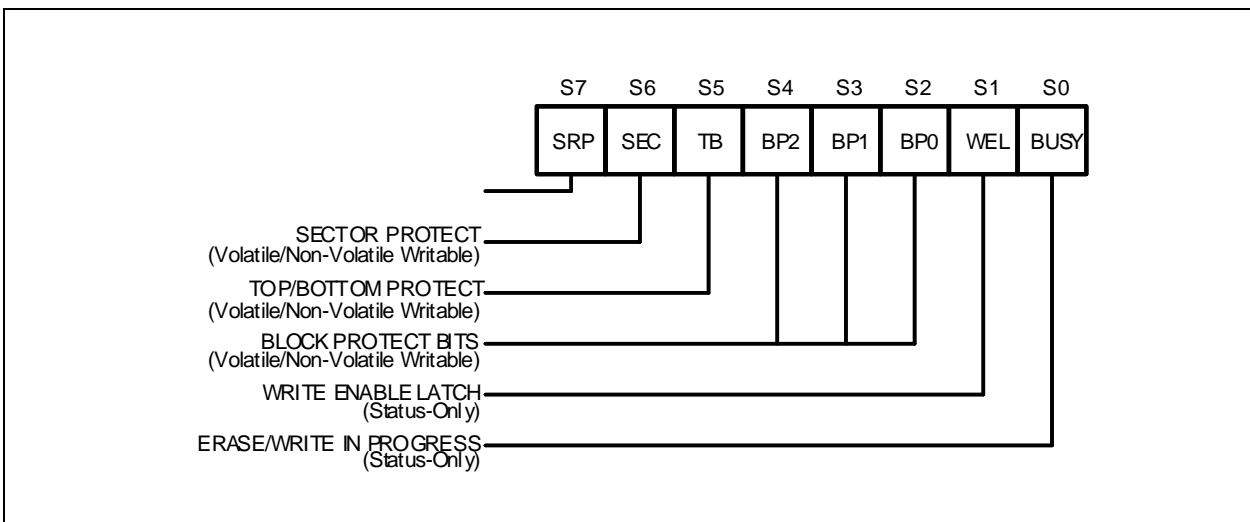 S7 S6 S5 S4 S3 S2 S1 S0
SRP SEC TB BP2 BP1 BP0 WEL BUSY
SECTOR PROTECT
(Volatile/Non-Volatile Writable)
TOP/BOTTOM PROTECT
(Volatile/Non-Volatile Writable)
BLOCK PROTECT BITS
(Volatile/Non-Volatile Writable)
WRITE ENABLE LATCH
(Status-Only)
ERASE/WRITE IN PROGRESS
(Status-Only)